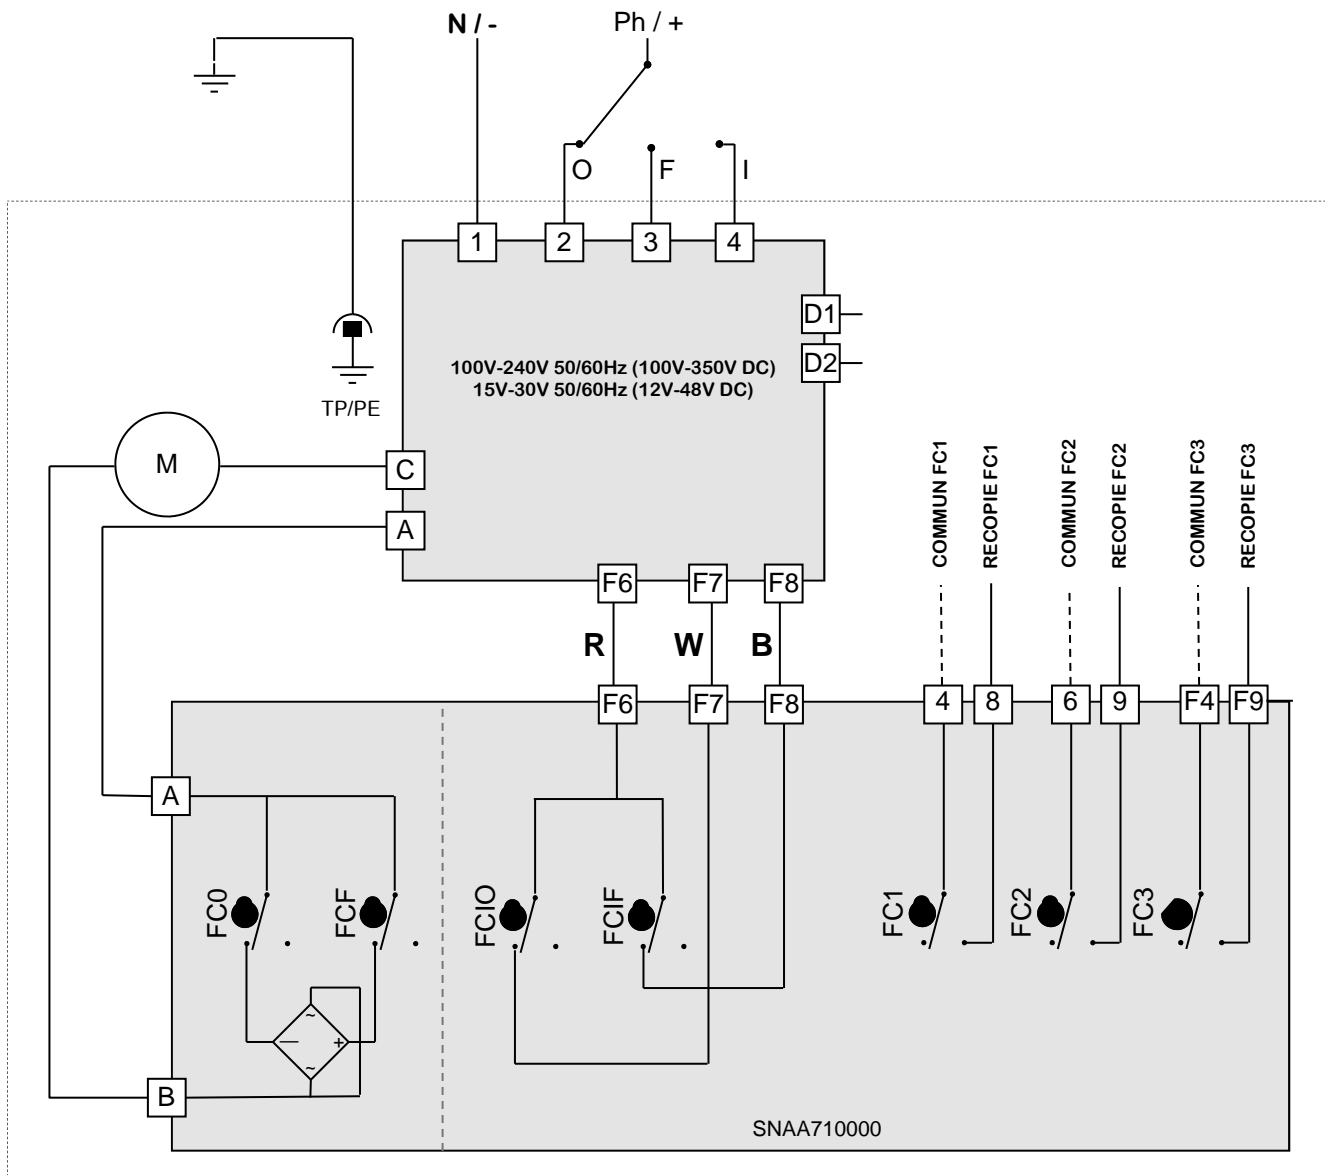 N / -
Ph / +
O
F
I
1
2
3
4
D1
D2
100V-240V 50/60Hz (100V-350V DC)
15V-30V 50/60Hz (12V-48V DC)
TP/PE
M
C
A
F6
F7
F8
R
W
B
COMMUN FC1
RECOPIE FC1
COMMUN FC2
RECOPIE FC2
COMMUN FC3
RECOPIE FC3
F6
F7
F8
4
8
6
9
F4
F9
A
FC0
FCF
FCIO
FCIF
FC1
FC2
FC3
~
— +
~
B
SNAA710000